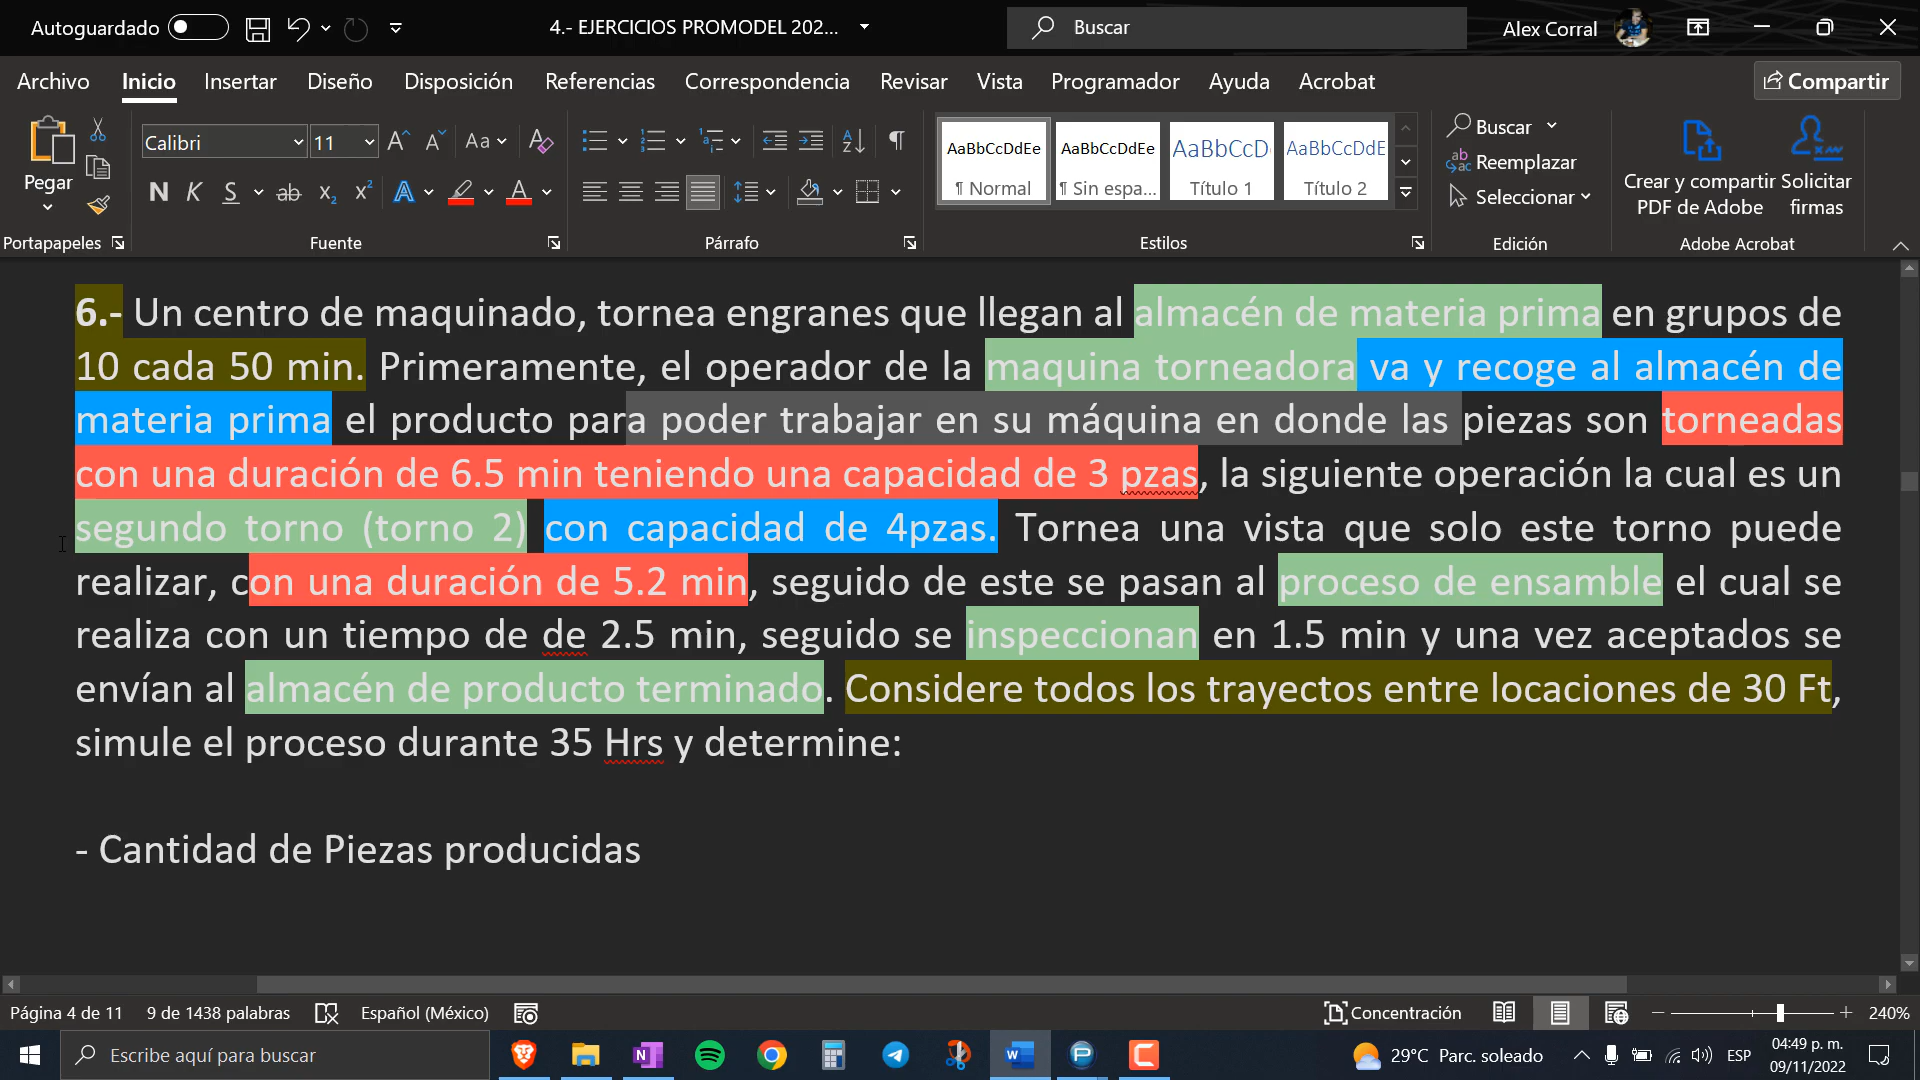 Autoguardado
4.- EJERCICIOS PROMODEL 202...
Buscar
Alex Corral
Archivo Inicio Insertar Diseño Disposición Referencias Correspondencia Revisar Vista Programador Ayuda Acrobat Compartir
Pegar
Portapapeles
Calibri 11
Aa
N K S ab x₂ x² A A
Fuente
Párrafo
AaBbCcDdEe AaBbCcDdEe AaBbCcD AaBbCcDdE
¶ Normal ¶ Sin espa... Título 1 Título 2
Estilos
Buscar
Reemplazar
Seleccionar
Edición
Crear y compartir PDF de Adobe
Solicitar firmas
Adobe Acrobat
6.- Un centro de maquinado, tornea engranes que llegan al almacén de materia prima en grupos de
10 cada 50 min. Primeramente, el operador de la maquina torneadora va y recoge al almacén de
materia prima el producto para poder trabajar en su máquina en donde las piezas son torneadas
con una duración de 6.5 min teniendo una capacidad de 3 pzas, la siguiente operación la cual es un
segundo torno (torno 2) con capacidad de 4pzas. Tornea una vista que solo este torno puede
realizar, con una duración de 5.2 min, seguido de este se pasan al proceso de ensamble el cual se
realiza con un tiempo de de 2.5 min, seguido se inspeccionan en 1.5 min y una vez aceptados se
envían al almacén de producto terminado. Considere todos los trayectos entre locaciones de 30 Ft,
simule el proceso durante 35 Hrs y determine:
- Cantidad de Piezas producidas
Página 4 de 11 9 de 1438 palabras Español (México) Concentración 240%
Escribe aquí para buscar
29°C Parc. soleado ESP
04:49 p. m.
09/11/2022